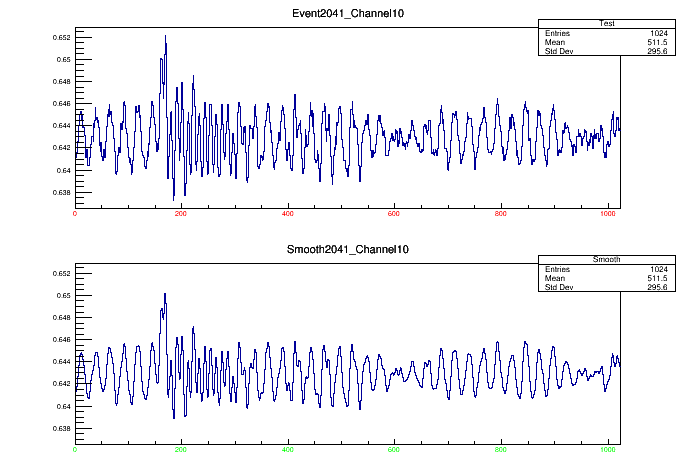 Event2041_Channel10
Test
Entries 1024
Mean 511.5
Std Dev 295.6
0.652
0.65
0.648
0.646
0.644
0.642
0.64
0.638
0 200 400 600 800 1000
Smooth2041_Channel10
Smooth
Entries 1024
Mean 511.5
Std Dev 295.6
0.652
0.65
0.648
0.646
0.644
0.642
0.64
0.638
0 200 400 600 800 1000